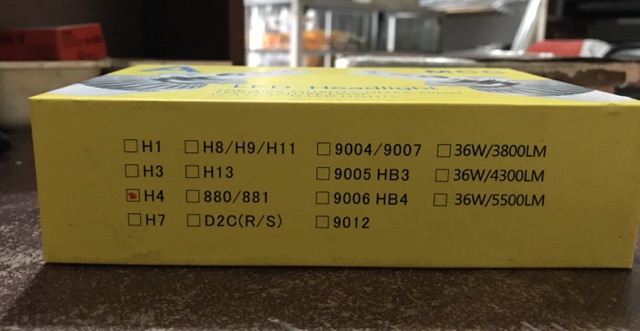 LED Headlight
H1 H8/H9/H11 9004/9007 36W/3800LM
H3 H13 9005 HB3 36W/4300LM
H4 880/881 9006 HB4 36W/5500LM
H7 D2C(R/S) 9012